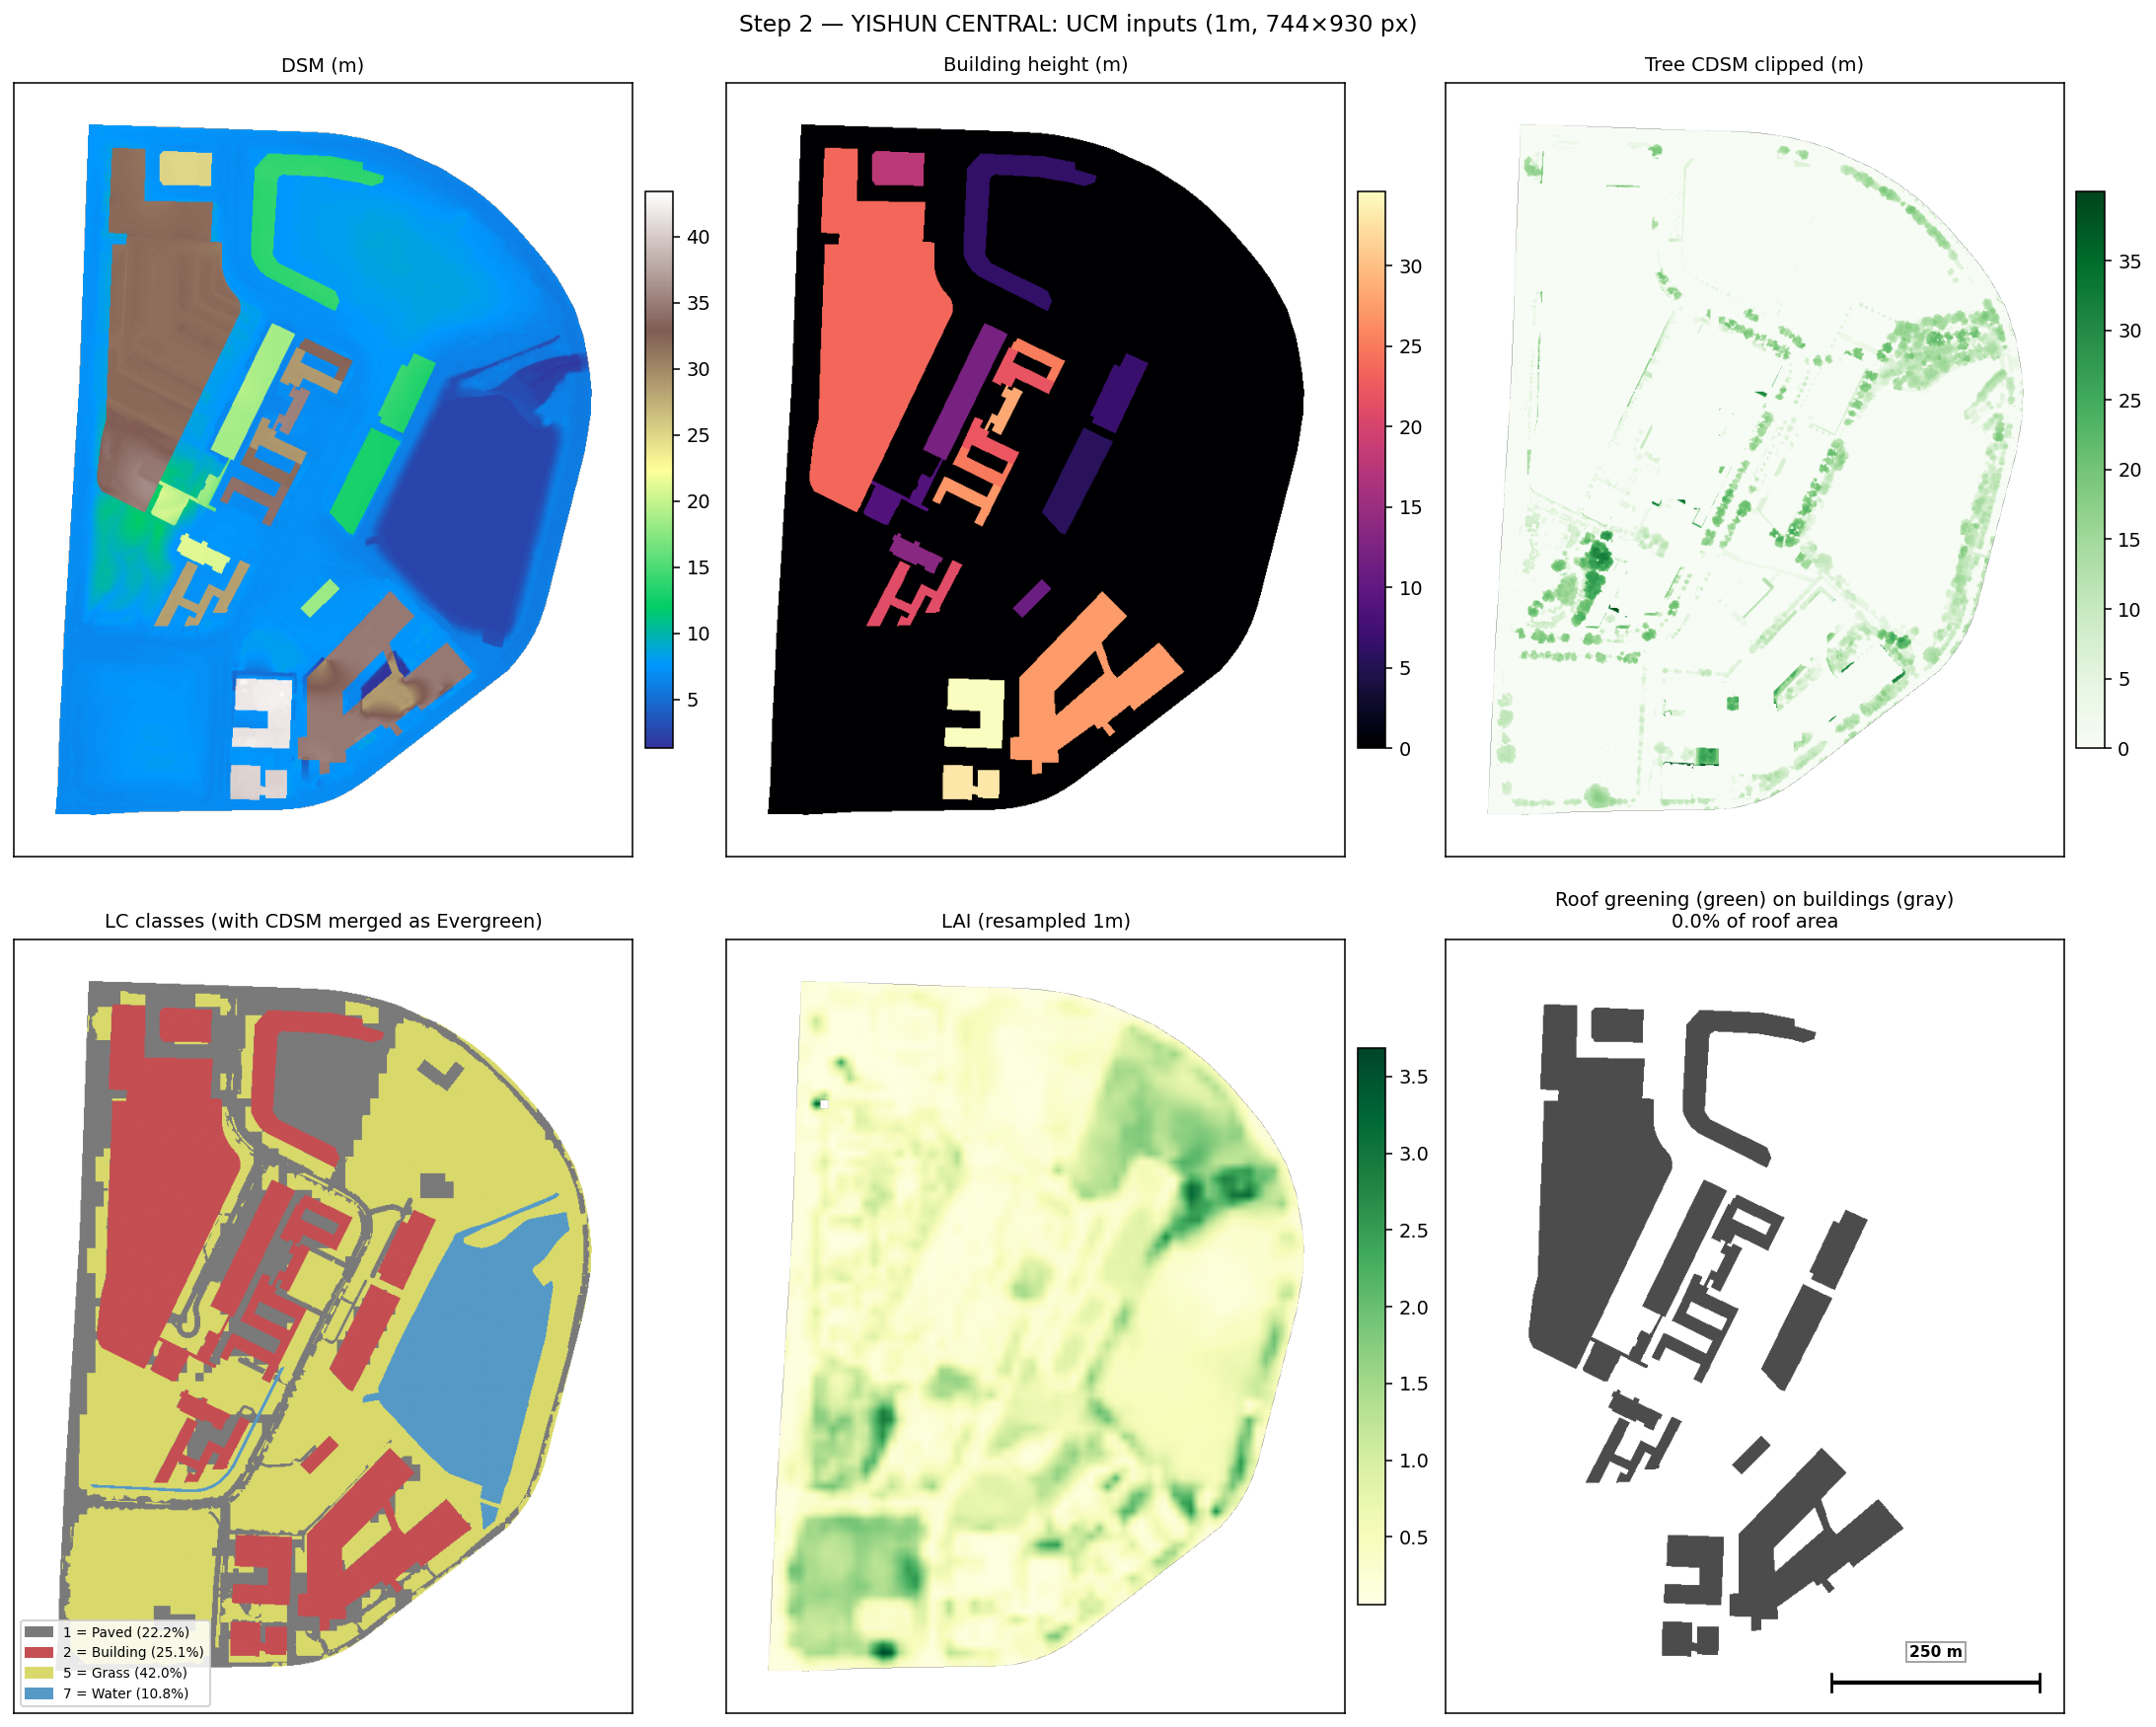 Step 2 — YISHUN CENTRAL: UCM inputs (1m, 744×930 px)
DSM (m)
40
35
30
25
20
15
10
5
Building height (m)
30
25
20
15
10
5
0
Tree CDSM clipped (m)
35
30
25
20
15
10
5
0
LC classes (with CDSM merged as Evergreen)
1 = Paved (22.2%)
2 = Building (25.1%)
5 = Grass (42.0%)
7 = Water (10.8%)
LAI (resampled 1m)
3.5
3.0
2.5
2.0
1.5
1.0
0.5
Roof greening (green) on buildings (gray)
0.0% of roof area
250 m